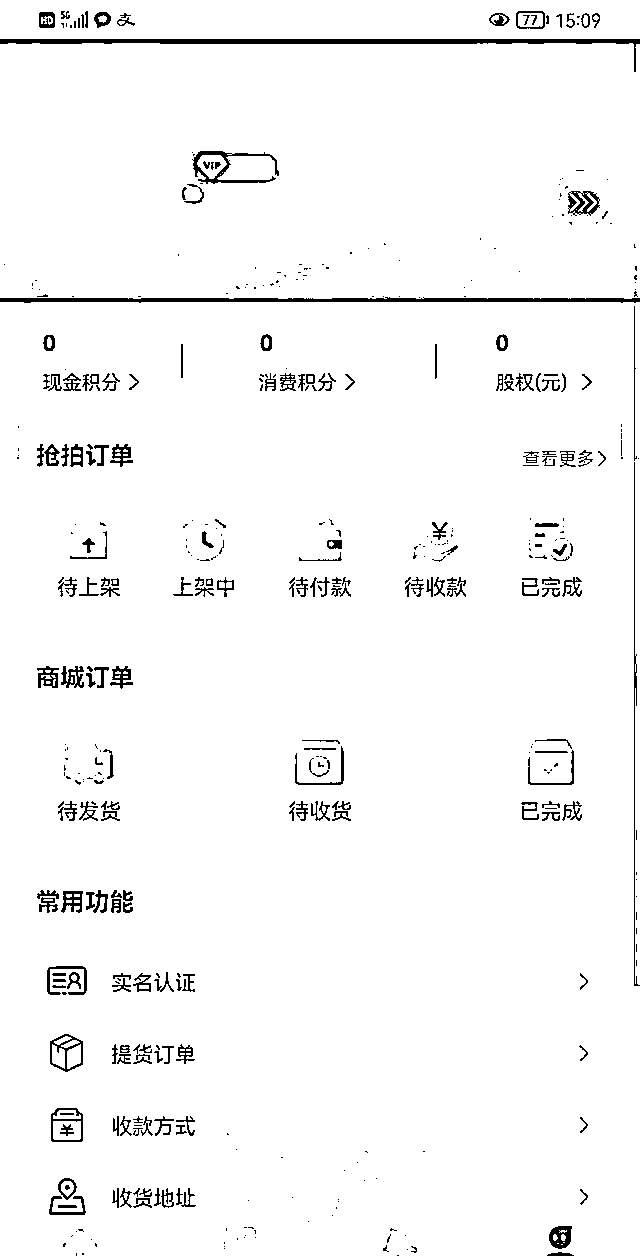 HD 5G 支 77 15:09
VIP
0 0 0
现金积分 消费积分 股权(元)
抢拍订单 查看更多
待上架 上架中 待付款 待收款 已完成
商城订单
待发货 待收货 已完成
常用功能
实名认证
提货订单
收款方式
收货地址